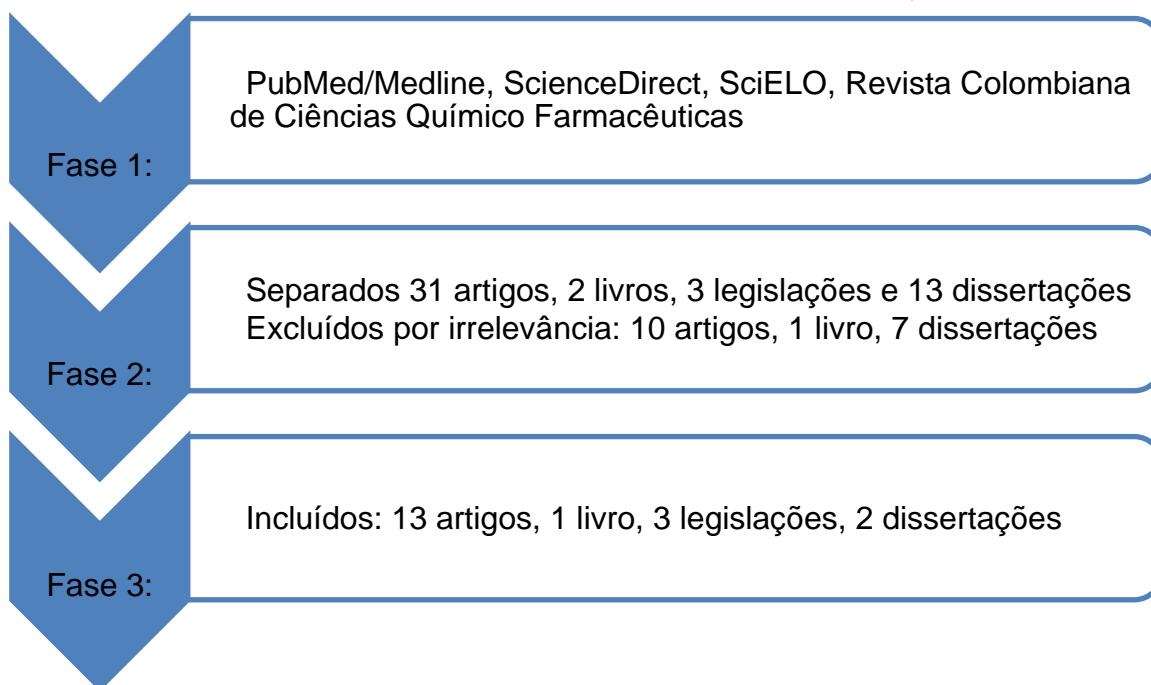 Fase 1:
PubMed/Medline, ScienceDirect, SciELO, Revista Colombiana
de Ciências Químico Farmacêuticas
Fase 2:
Separados 31 artigos, 2 livros, 3 legislações e 13 dissertações
Excluídos por irrelevância: 10 artigos, 1 livro, 7 dissertações
Fase 3:
Incluídos: 13 artigos, 1 livro, 3 legislações, 2 dissertações